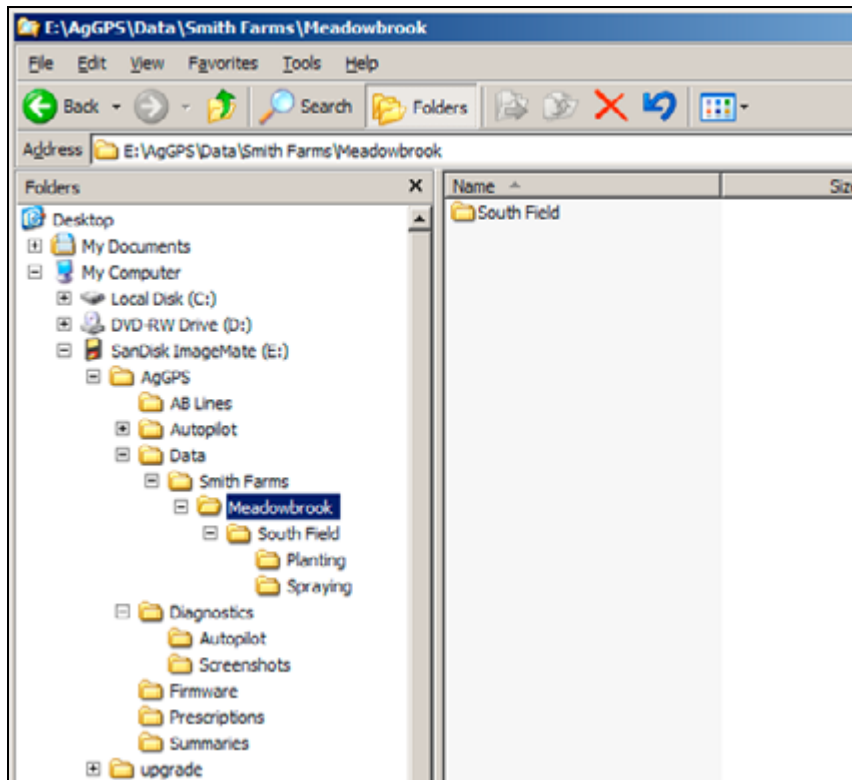 E:\AgGPS\Data\Smith Farms\Meadowbrook
File Edit View Favorites Tools Help
Back Search Folders
Address E:\AgGPS\Data\Smith Farms\Meadowbrook
Folders X Name Size
South Field
Desktop
My Documents
My Computer
Local Disk (C:)
DVD-RW Drive (D:)
SanDisk ImageMate (E:)
AgGPS
AB Lines
Autopilot
Data
Smith Farms
Meadowbrook
South Field
Planting
Spraying
Diagnostics
Autopilot
Screenshots
Firmware
Prescriptions
Summaries
upgrade